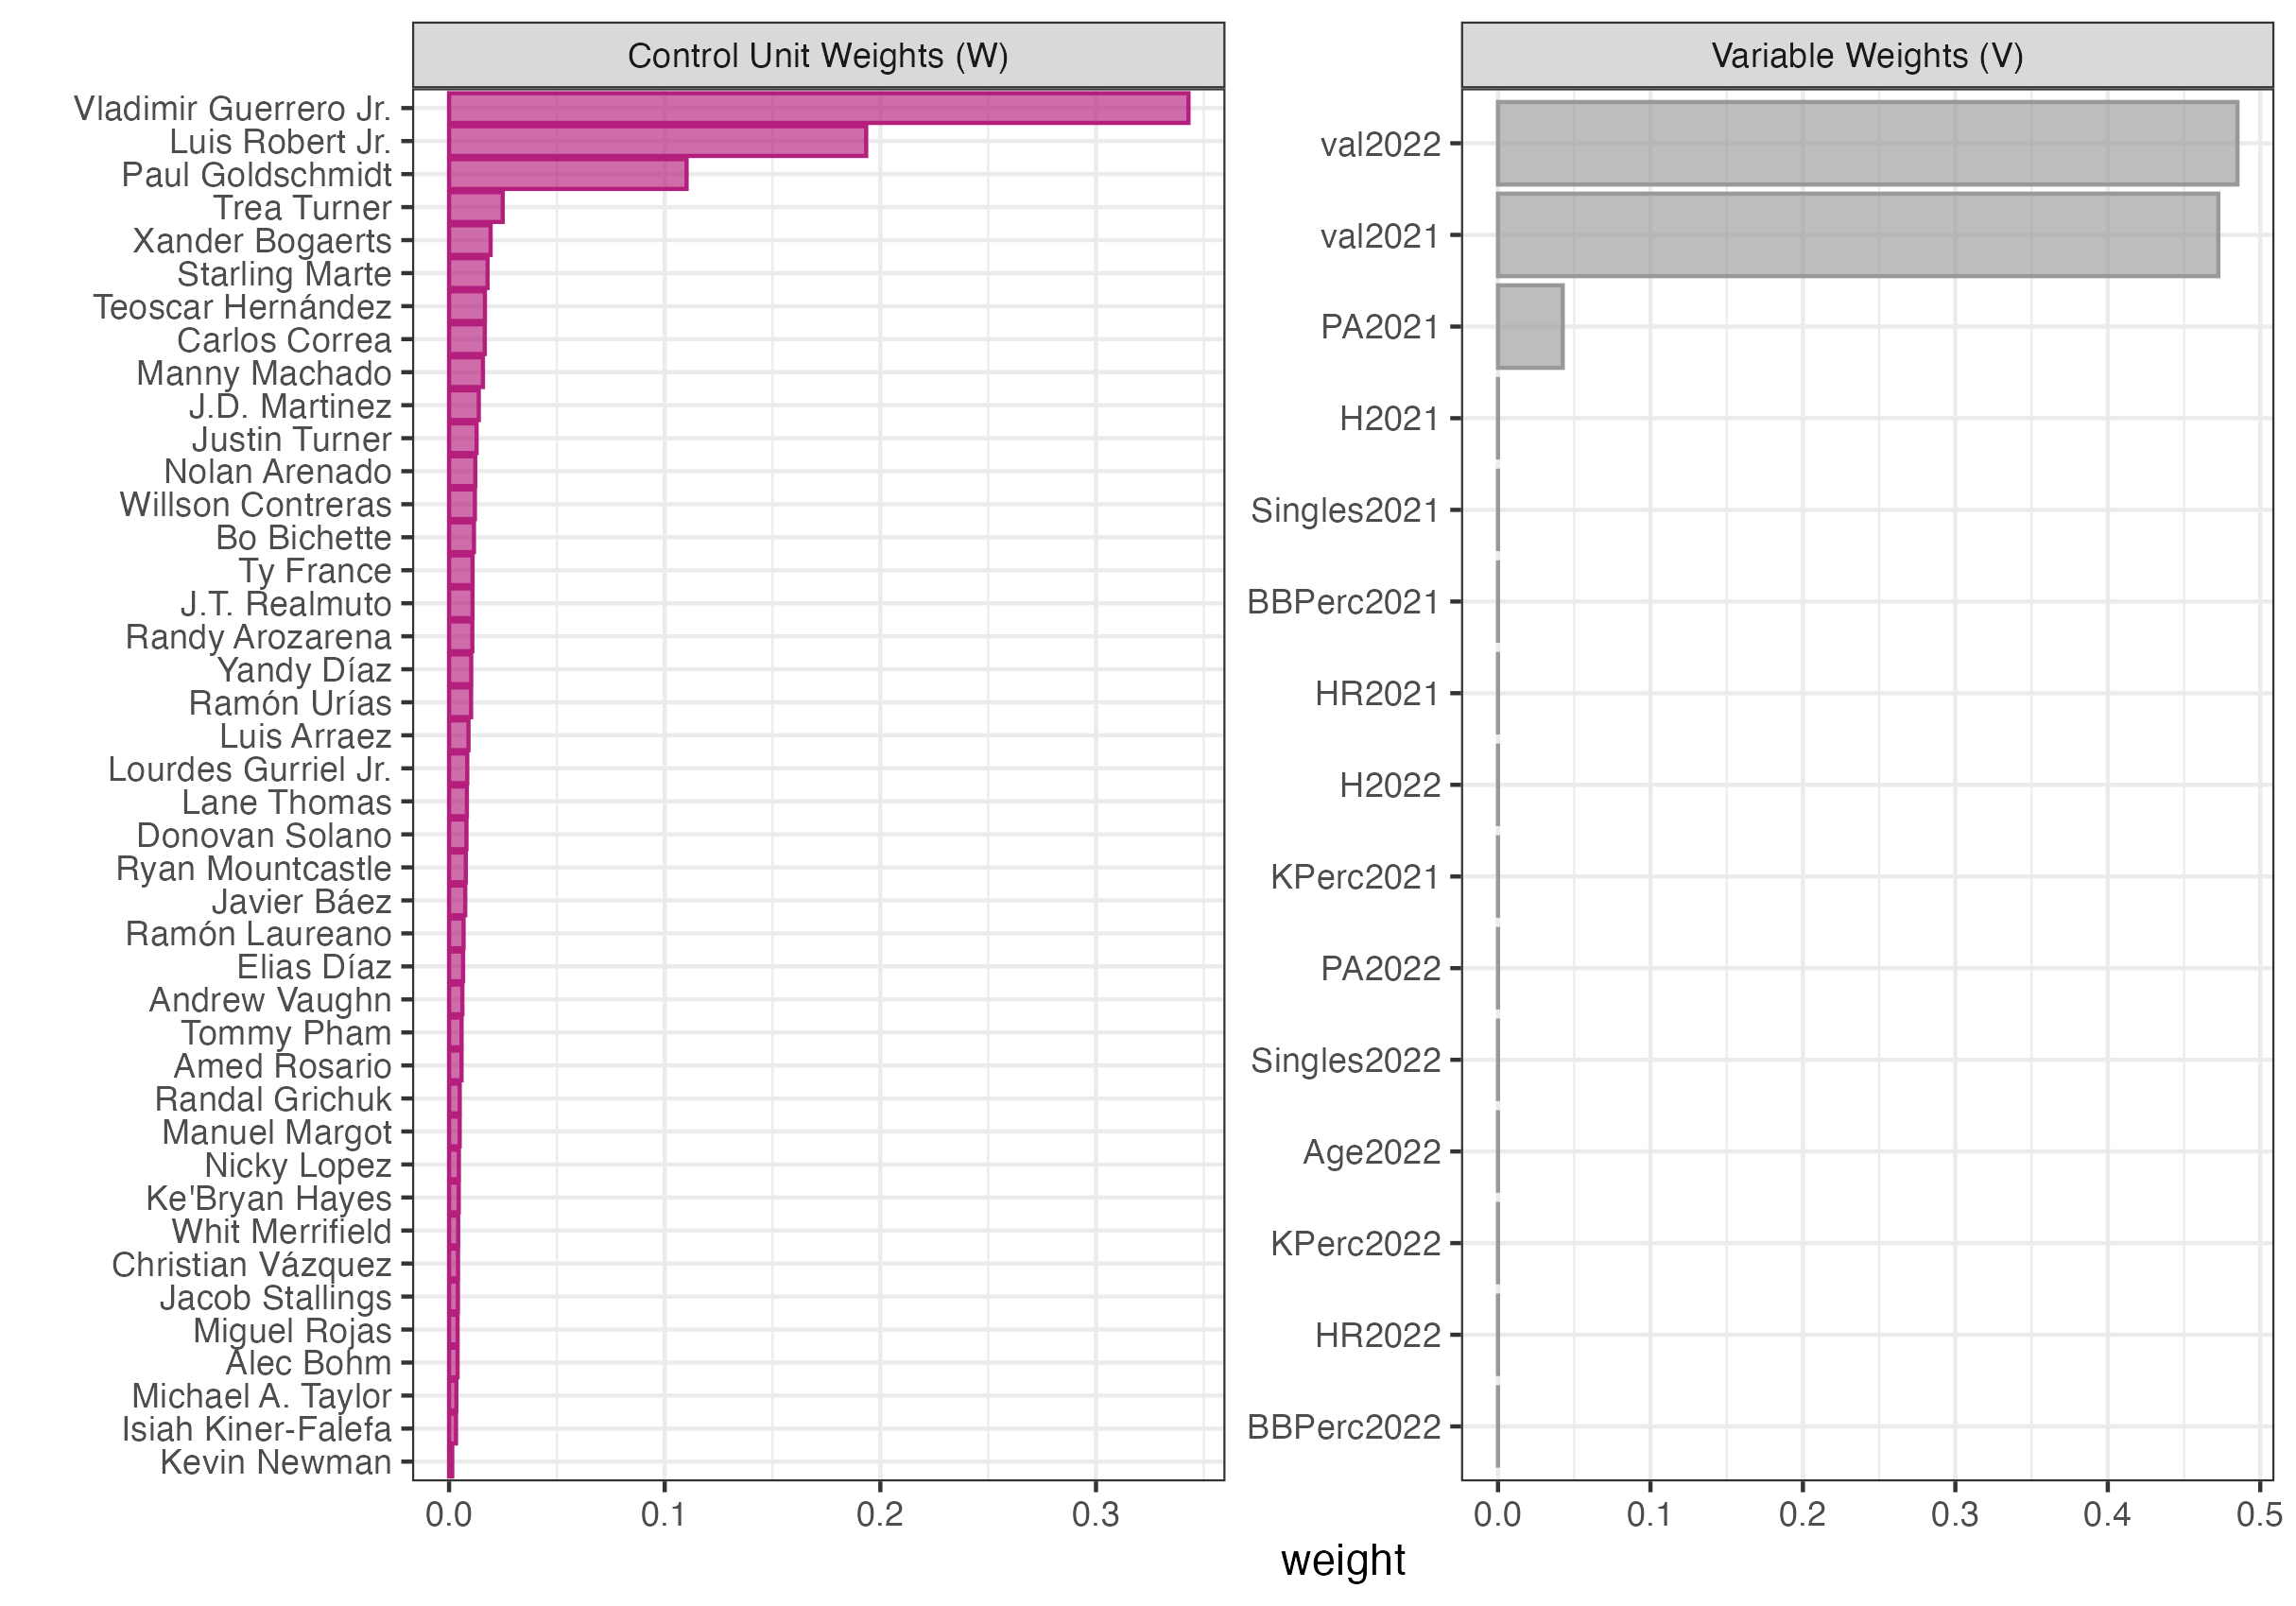 Control Unit Weights (W)
Vladimir Guerrero Jr.
Luis Robert Jr.
Paul Goldschmidt
Trea Turner
Xander Bogaerts
Starling Marte
Teoscar Hernández
Carlos Correa
Manny Machado
J.D. Martinez
Justin Turner
Nolan Arenado
Willson Contreras
Bo Bichette
Ty France
J.T. Realmuto
Randy Arozarena
Yandy Díaz
Ramón Urías
Luis Arraez
Lourdes Gurriel Jr.
Lane Thomas
Donovan Solano
Ryan Mountcastle
Javier Báez
Ramón Laureano
Elias Díaz
Andrew Vaughn
Tommy Pham
Amed Rosario
Randal Grichuk
Manuel Margot
Nicky Lopez
Ke'Bryan Hayes
Whit Merrifield
Christian Vázquez
Jacob Stallings
Miguel Rojas
Alec Bohm
Michael A. Taylor
Isiah Kiner-Falefa
Kevin Newman
0.0 0.1 0.2 0.3
Variable Weights (V)
val2022
val2021
PA2021
H2021
Singles2021
BBPerc2021
HR2021
H2022
KPerc2021
PA2022
Singles2022
Age2022
KPerc2022
HR2022
BBPerc2022
0.0 0.1 0.2 0.3 0.4 0.5
weight